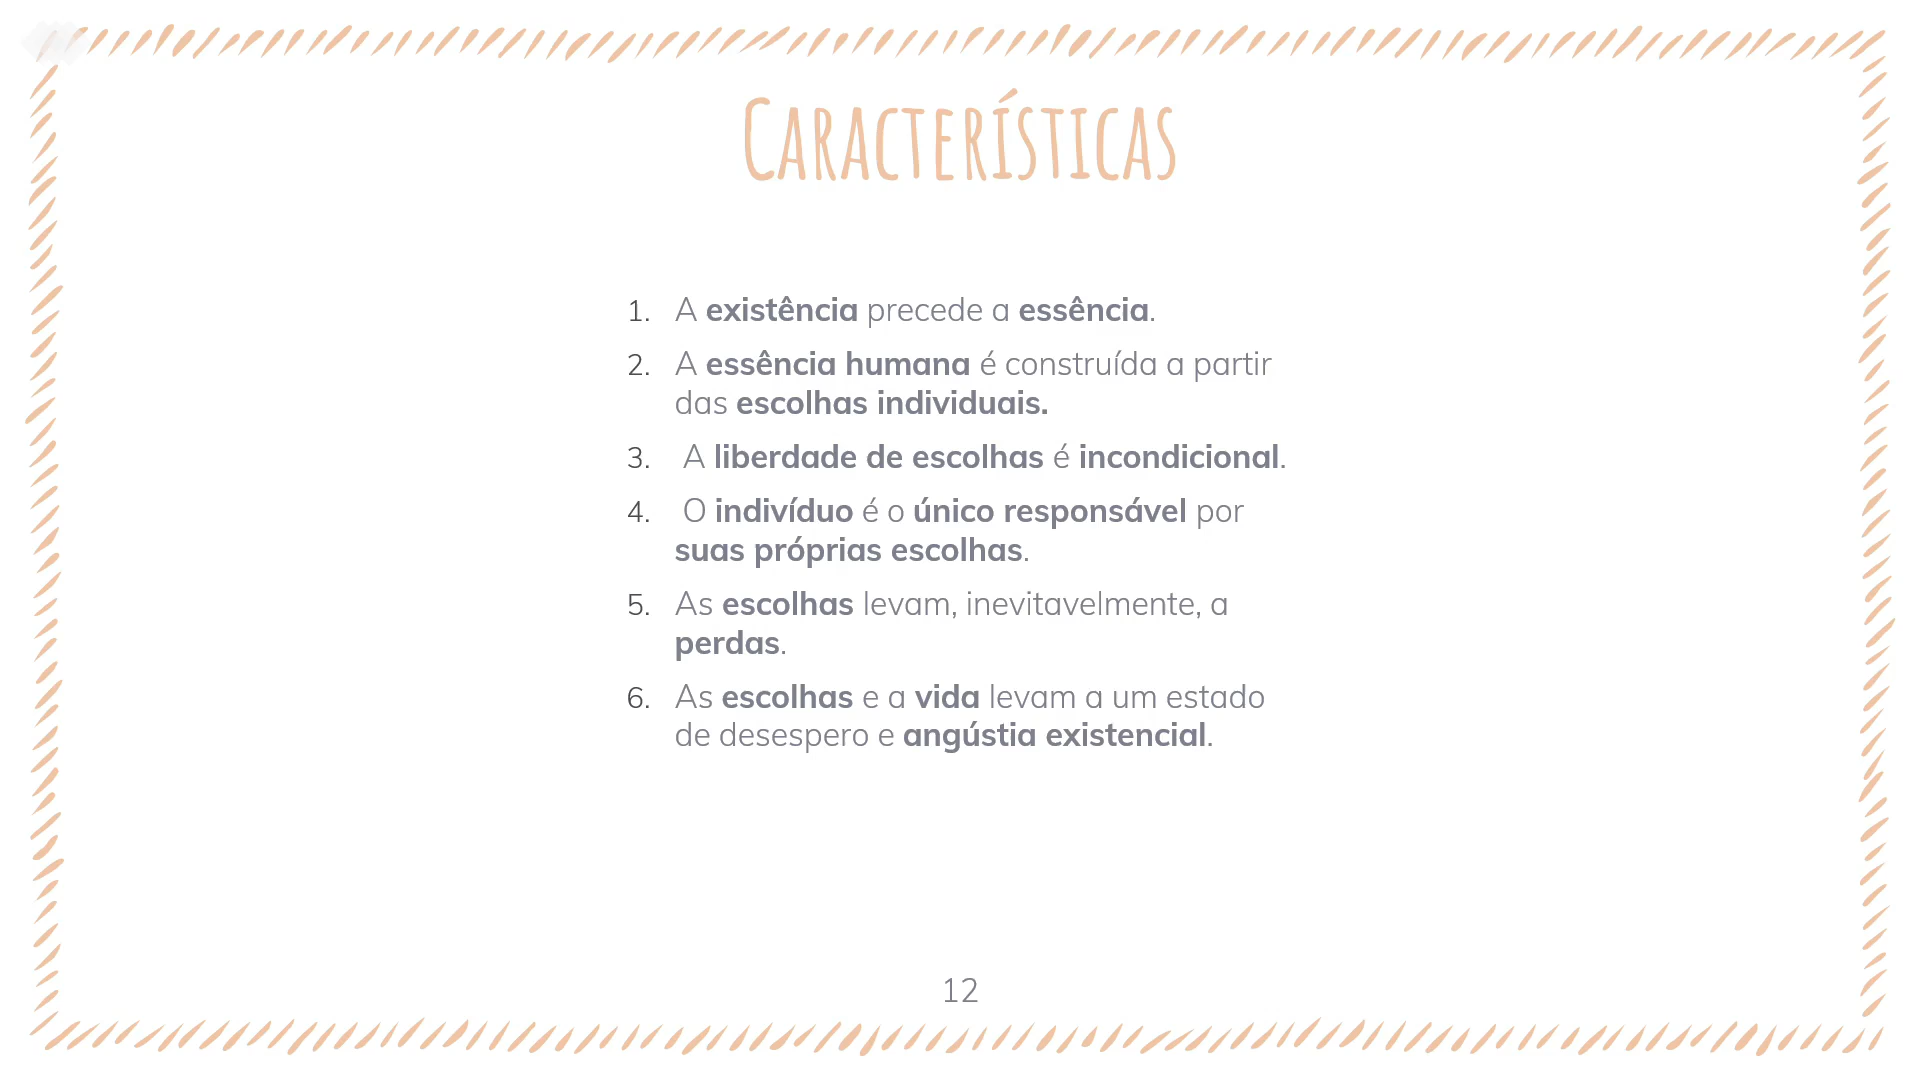 Características
1. A existência precede a essência.
2. A essência humana é construída a partir
das escolhas individuais.
3. A liberdade de escolhas é incondicional.
4. O indivíduo é o único responsável por
suas próprias escolhas.
5. As escolhas levam, inevitavelmente, a
perdas.
6. As escolhas e a vida levam a um estado
de desespero e angústia existencial.
12